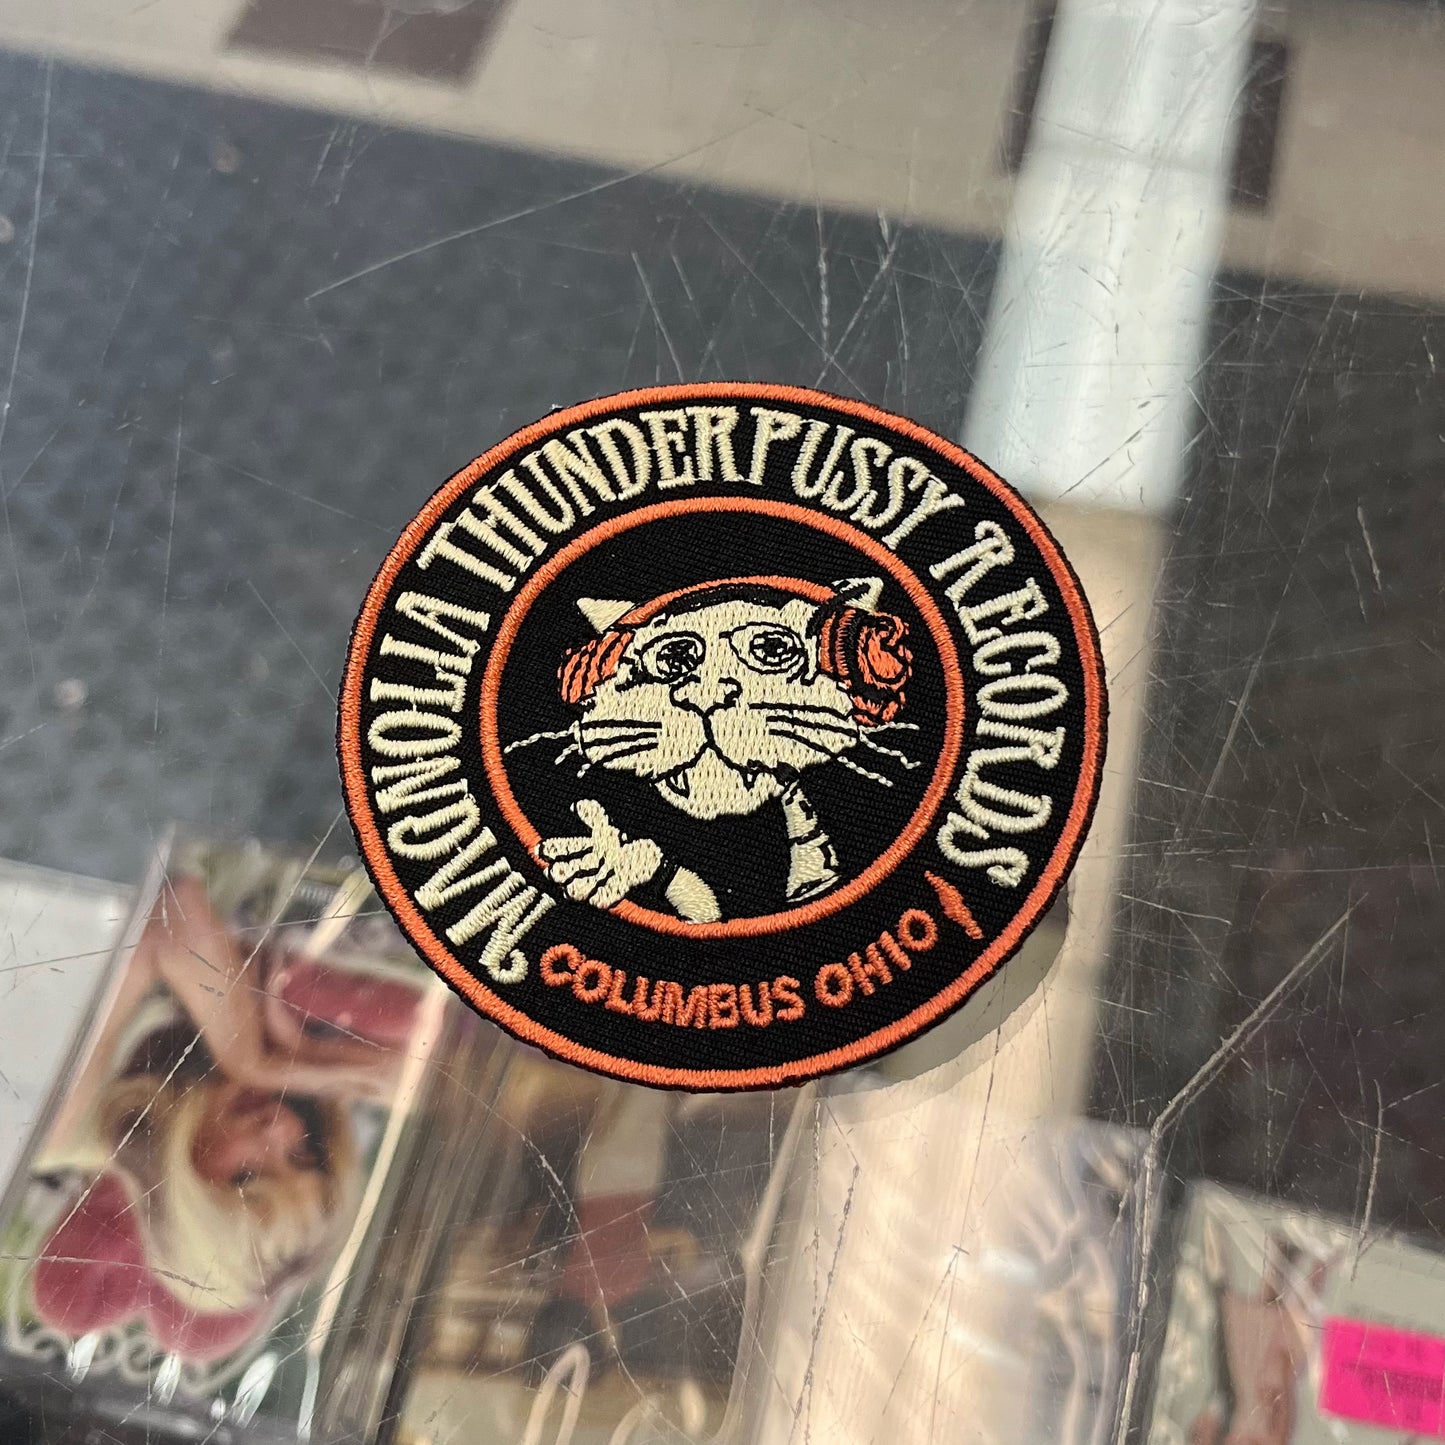 MAGNOLIA THUNDERPUSSY RECORDS
COLUMBUS OHIO